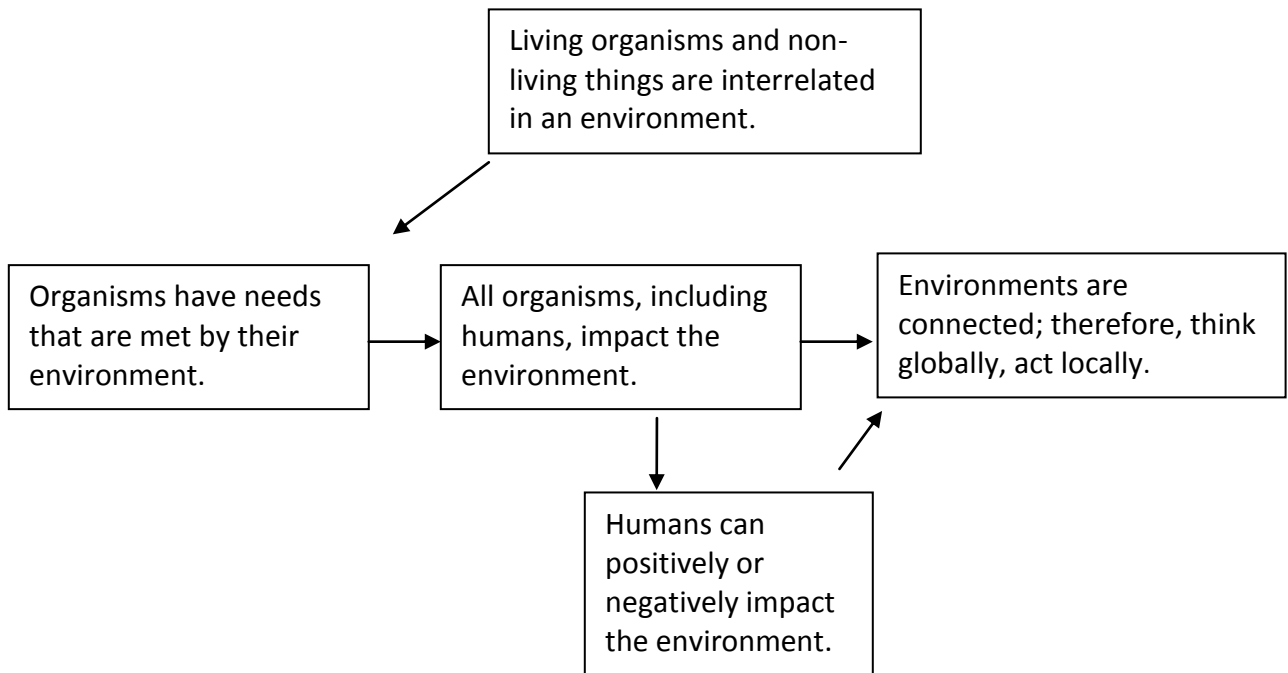 Living organisms and non-
living things are interrelated
in an environment.
Organisms have needs
that are met by their
environment.
All organisms, including
humans, impact the
environment.
Environments are
connected; therefore, think
globally, act locally.
Humans can
positively or
negatively impact
the environment.